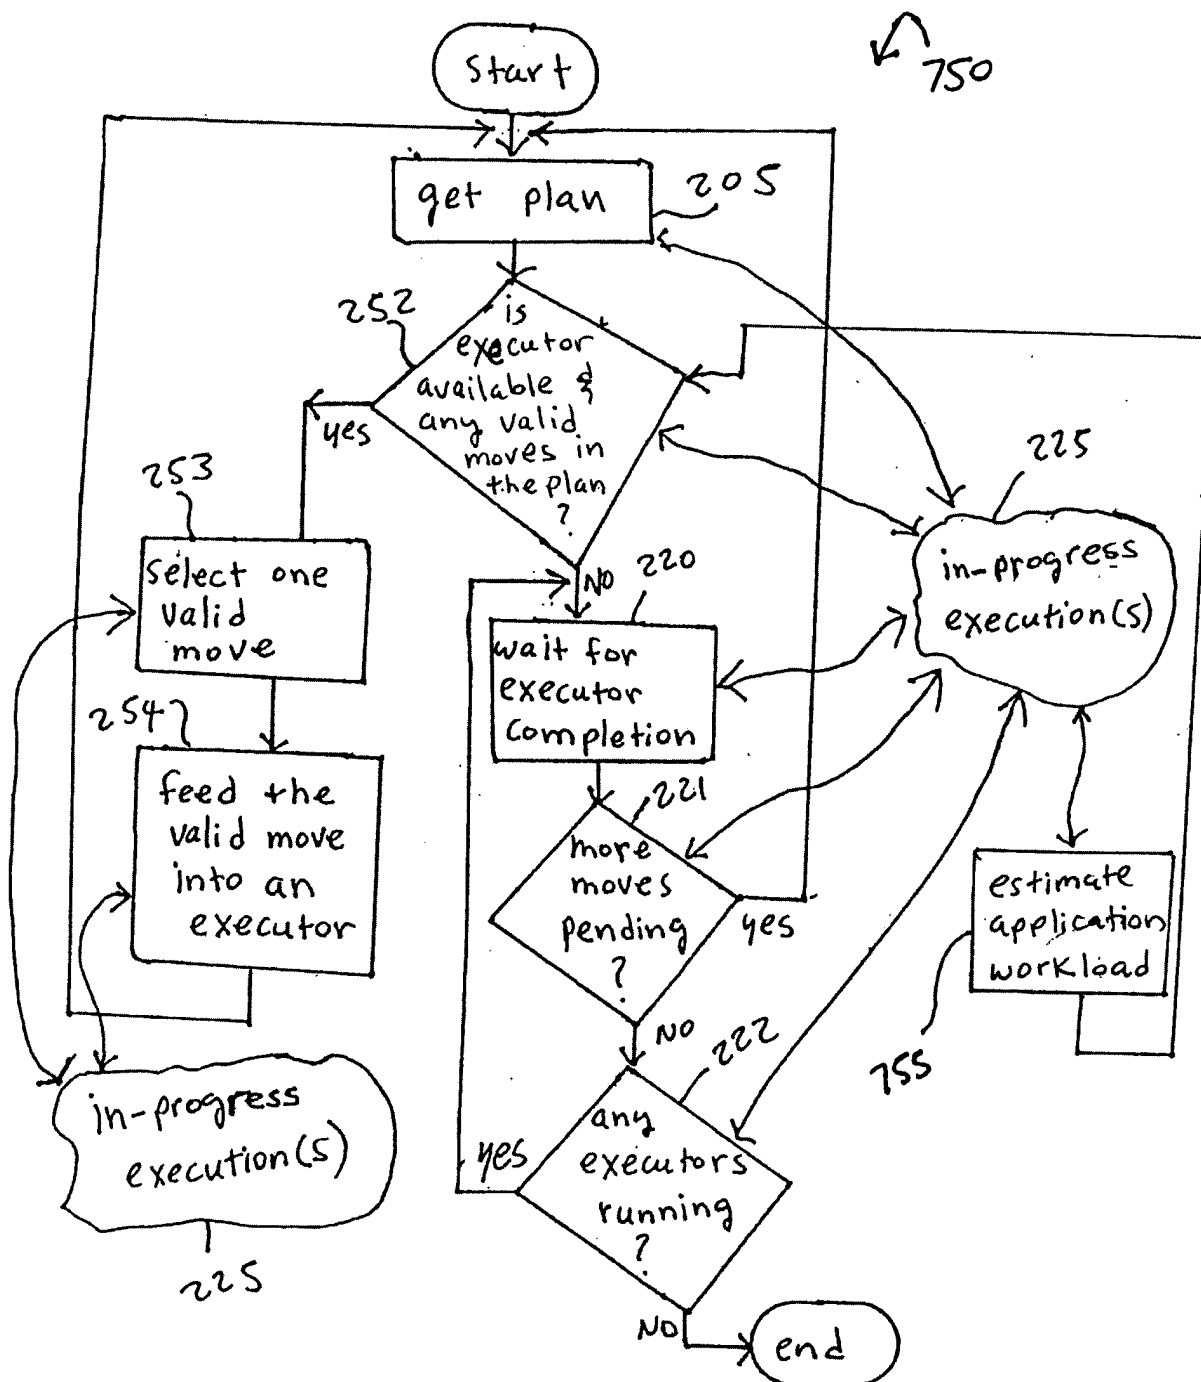 Start
750
get plan
205
252
is
executor
available &
any valid
moves in
the plan
?
yes
NO
253
select one
valid
move
254
feed the
valid move
into an
executor
in-progress
execution(s)
225
220
wait for
executor
completion
221
more
moves
pending
?
yes
NO
222
any
executors
running
?
yes
NO
end
225
in-progress
execution(s)
estimate
application
workload
755